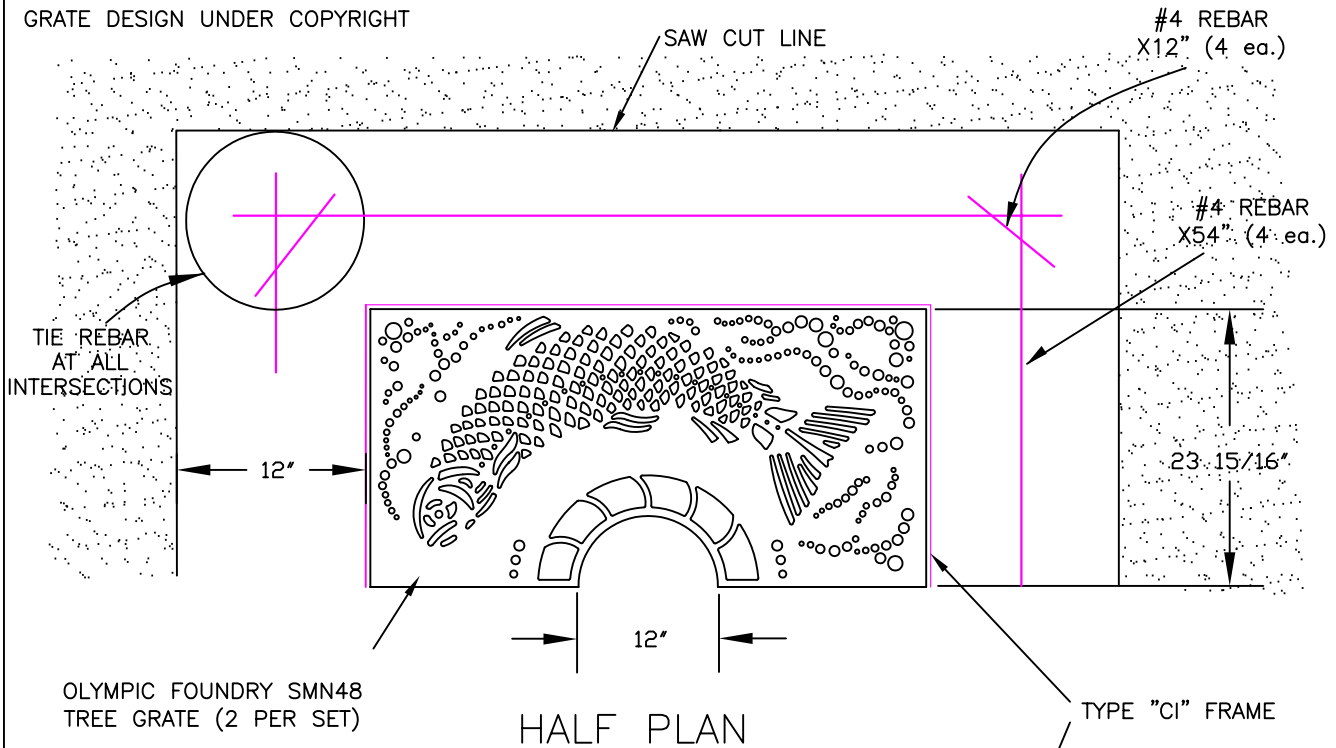 GRATE DESIGN UNDER COPYRIGHT
SAW CUT LINE
#4 REBAR
X12" (4 ea.)
#4 REBAR
X54" (4 ea.)
TIE REBAR
AT ALL
INTERSECTIONS
12"
23 15/16"
12"
OLYMPIC FOUNDRY SMN48
TREE GRATE (2 PER SET)
HALF PLAN
TYPE "CI" FRAME